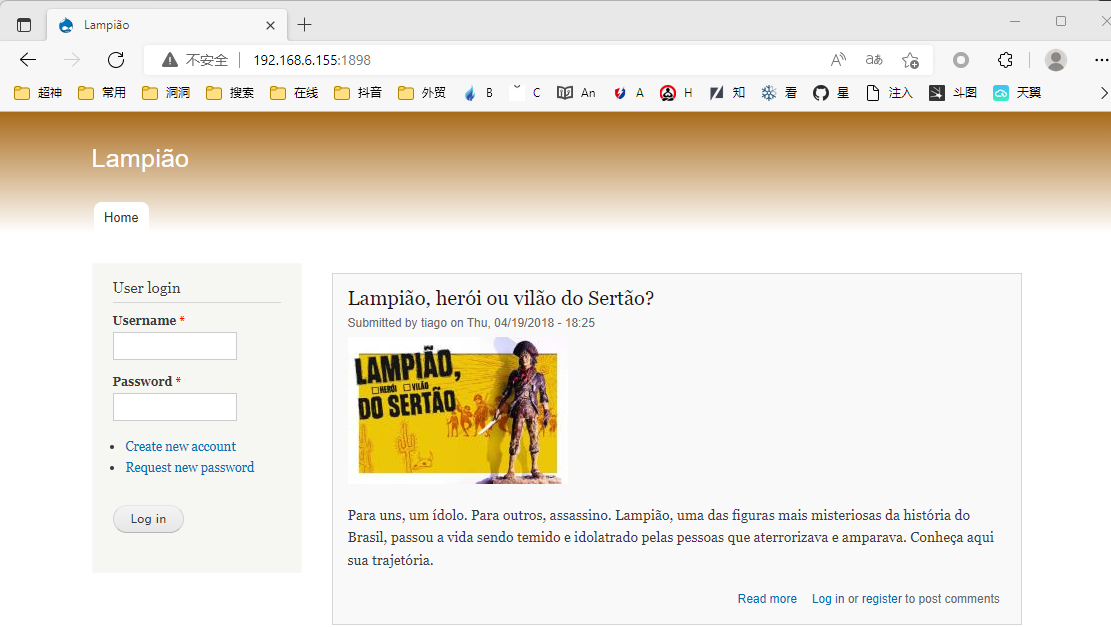 Lampião
不安全
192.168.6.155:1898
aあ
超神 常用 洞洞 搜索 在线 抖音 外贸 B C An A H 知 看 星 注入 斗图 天翼
Lampião
Home
User login
Username *
Password *
Create new account
Request new password
Log in
Lampião, herói ou vilão do Sertão?
Submitted by tiago on Thu, 04/19/2018 - 18:25
LAMPIÃO,
HERÓI VILÃO
DO SERTÃO
Para uns, um ídolo. Para outros, assassino. Lampião, uma das figuras mais misteriosas da história do
Brasil, passou a vida sendo temido e idolatrado pelas pessoas que aterrorizava e amparava. Conheça aqui
sua trajetória.
Read more Log in or register to post comments